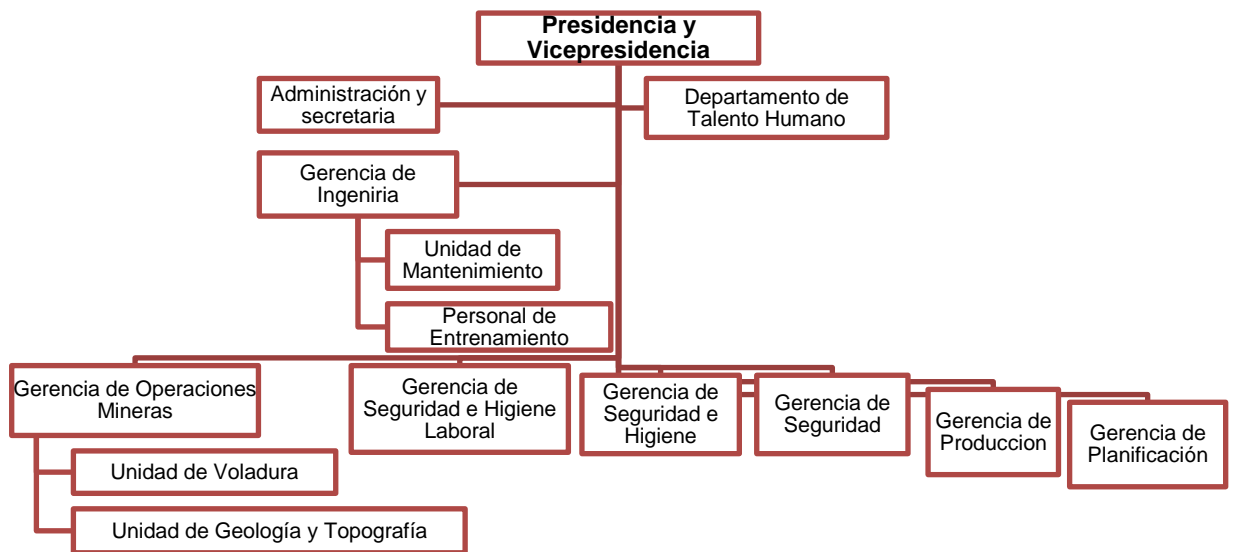 Presidencia y
Vicepresidencia
Administración y
secretaria
Departamento de
Talento Humano
Gerencia de
Ingeniria
Unidad de
Mantenimiento
Personal de
Entrenamiento
Gerencia de Operaciones
Mineras
Gerencia de
Seguridad e Higiene
Laboral
Gerencia de
Seguridad e
Higiene
Gerencia de
Seguridad
Gerencia de
Produccion
Gerencia de
Planificación
Unidad de Voladura
Unidad de Geología y Topografía